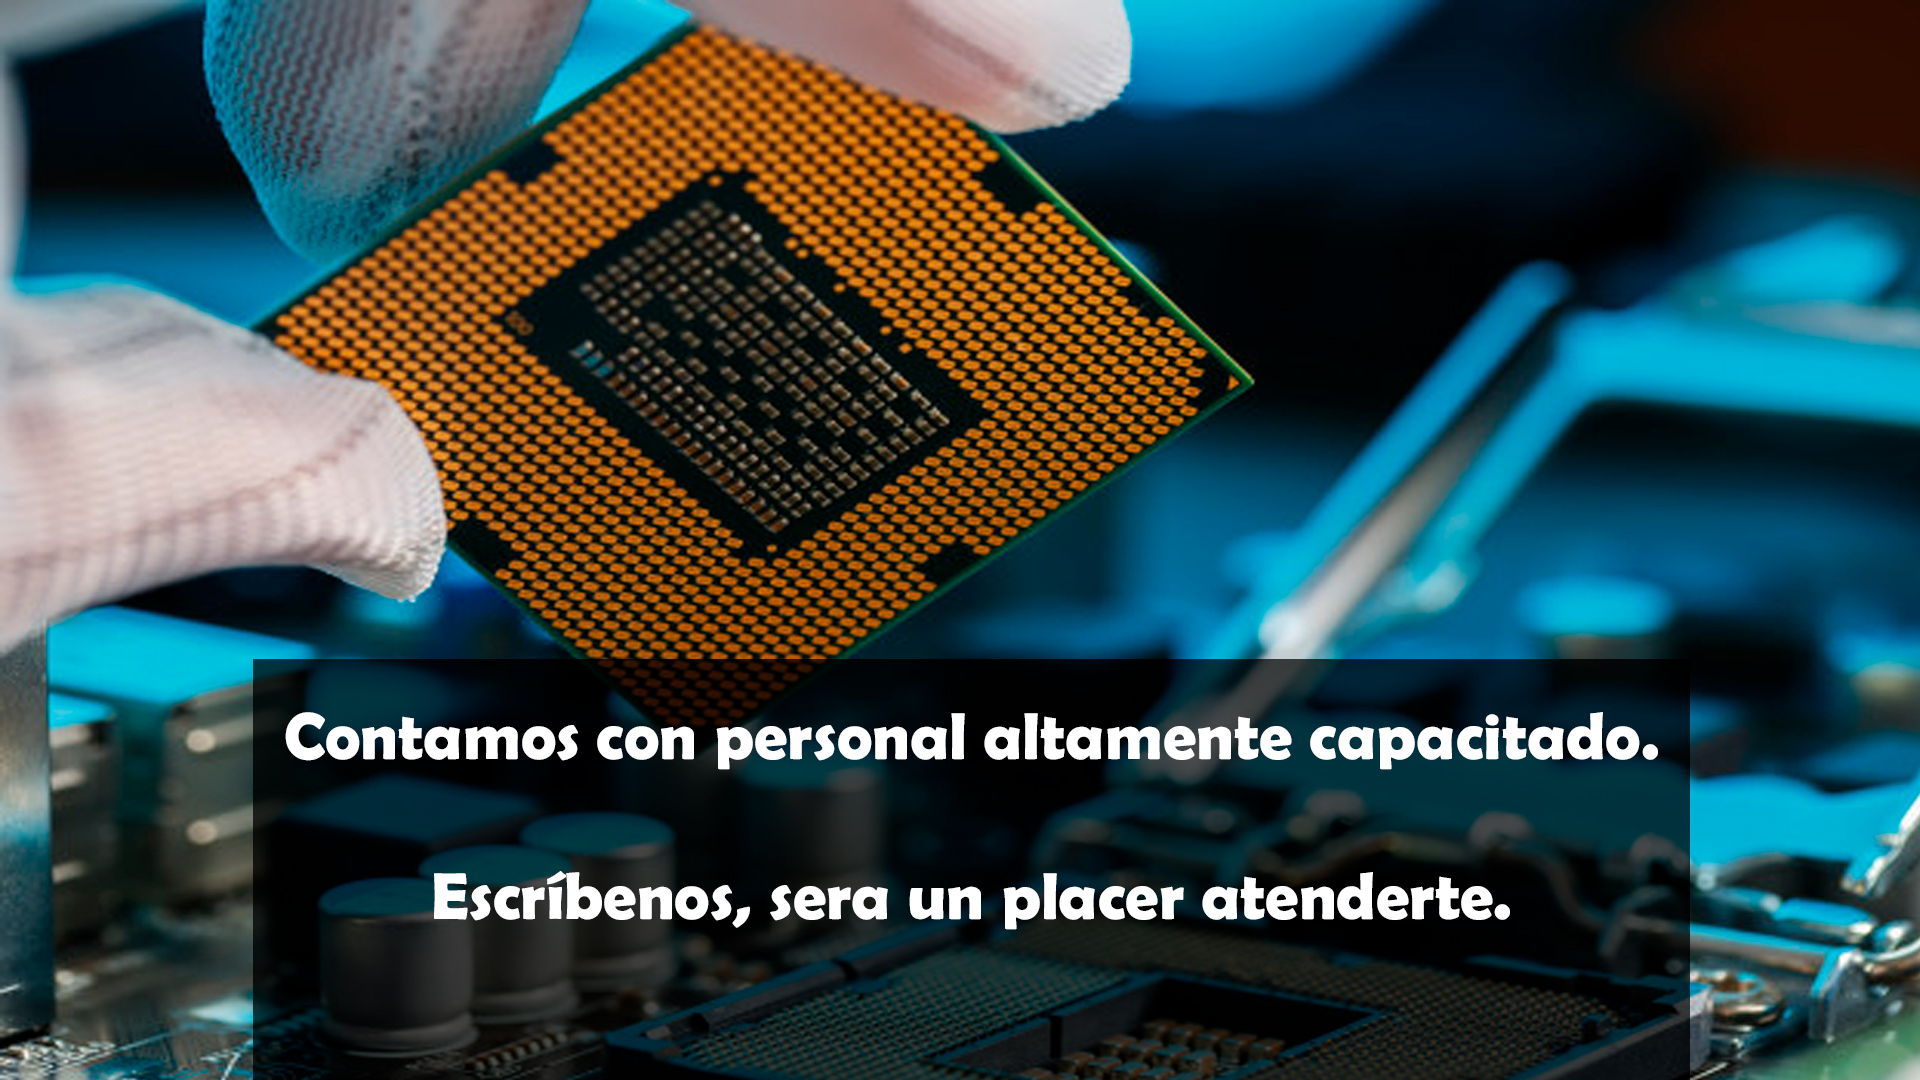 Contamos con personal altamente capacitado.
Escríbenos, sera un placer atenderte.